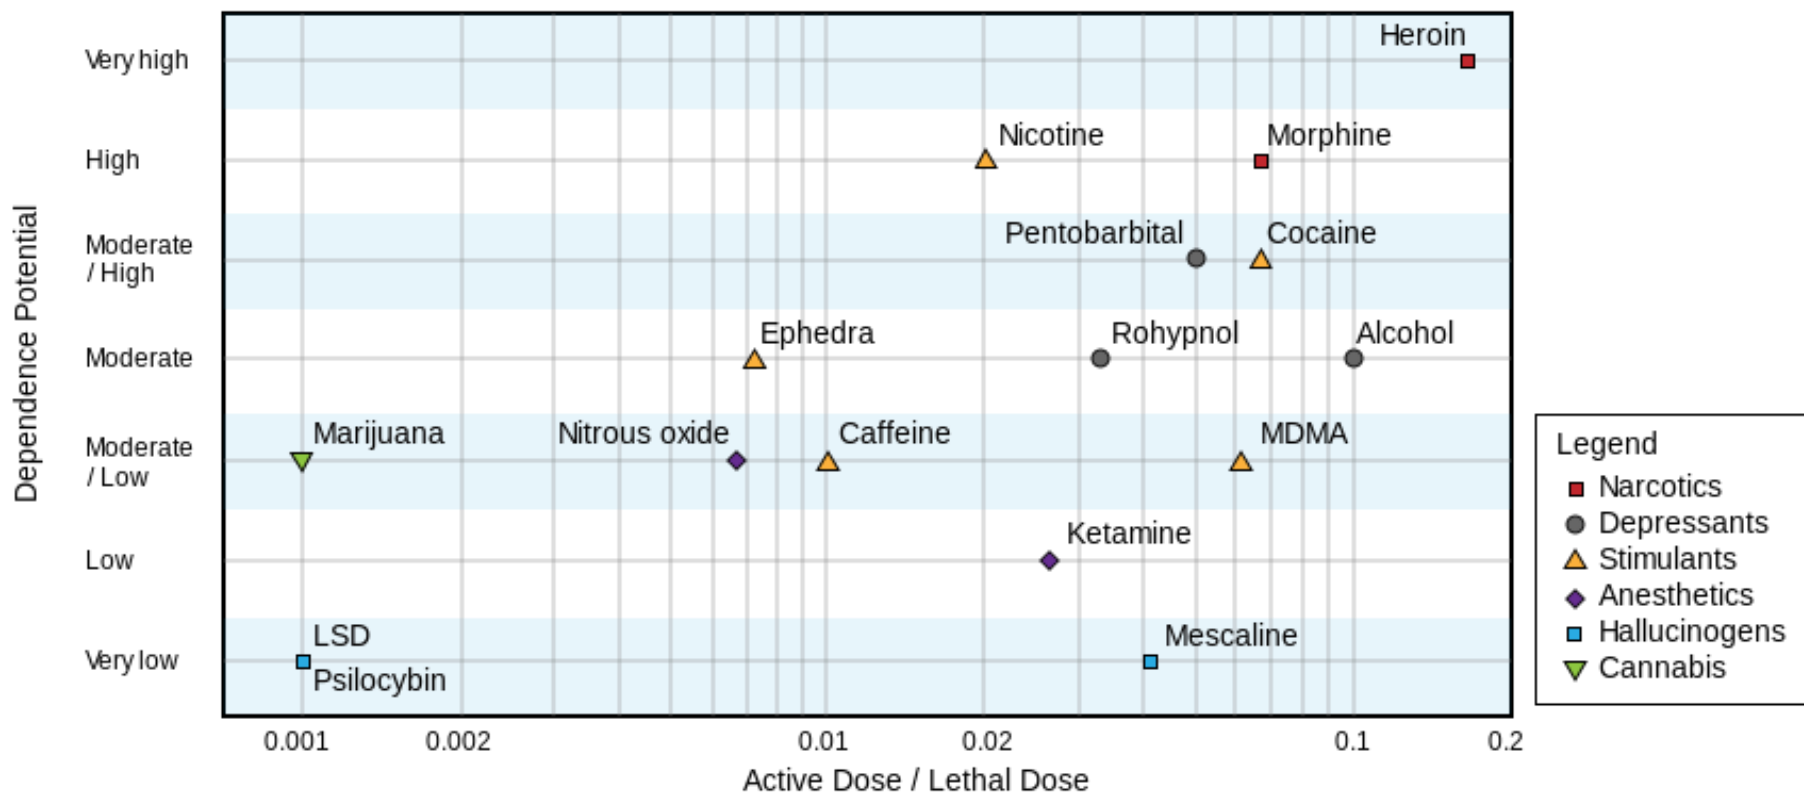 Heroin
Very high
Nicotine
Morphine
High
Pentobarbital
Cocaine
Moderate
/ High
Ephedra
Rohypnol
Alcohol
Moderate
Marijuana
Nitrous oxide
Caffeine
MDMA
Moderate
/ Low
Ketamine
Low
LSD
Mescaline
Very low
Psilocybin
Dependence Potential
0.001
0.002
0.01
0.02
0.1
0.2
Active Dose / Lethal Dose
Legend
Narcotics
Depressants
Stimulants
Anesthetics
Hallucinogens
Cannabis